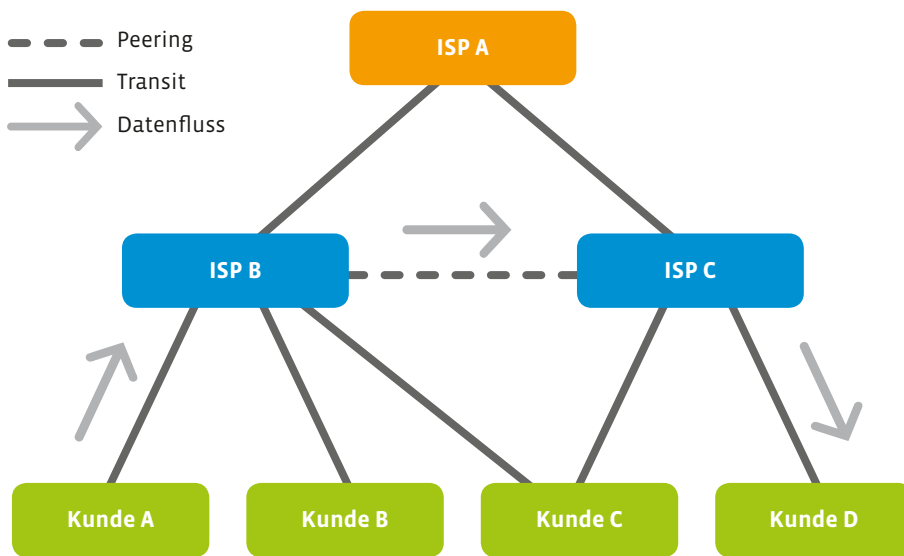 Peering
Transit
Datenfluss
ISP A
ISP B
ISP C
Kunde A
Kunde B
Kunde C
Kunde D